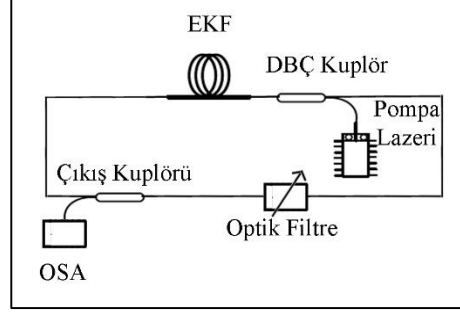 EKF
DBÇ Kuplör
Pompa
Lazeri
Çıkış Kuplörü
Optik Filtre
OSA